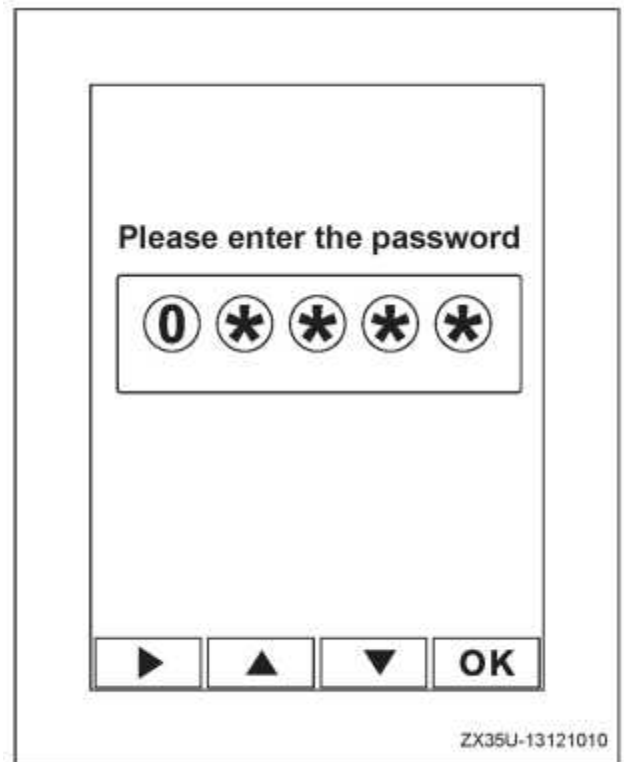 Please enter the password
0 * * * *
▶ ▲ ▼ OK
ZX35U-13121010